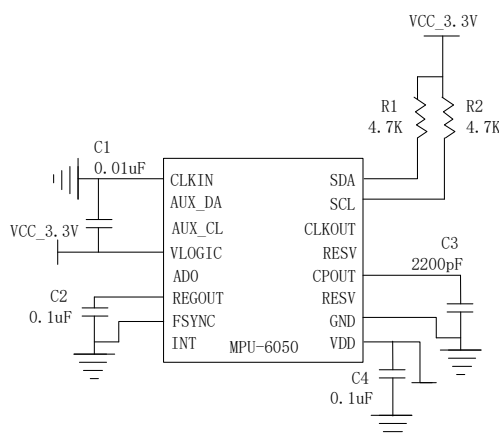 VCC_3.3V
R1
4.7K
R2
4.7K
C1
0.01uF
CLKIN
AUX_DA
AUX_CL
VLOGIC
ADO
REGOUT
FSYNC
INT
MPU-6050
SDA
SCL
CLKOUT
RESV
CPOUT
RESV
GND
VDD
VCC_3.3V
C2
0.1uF
C3
2200pF
C4
0.1uF